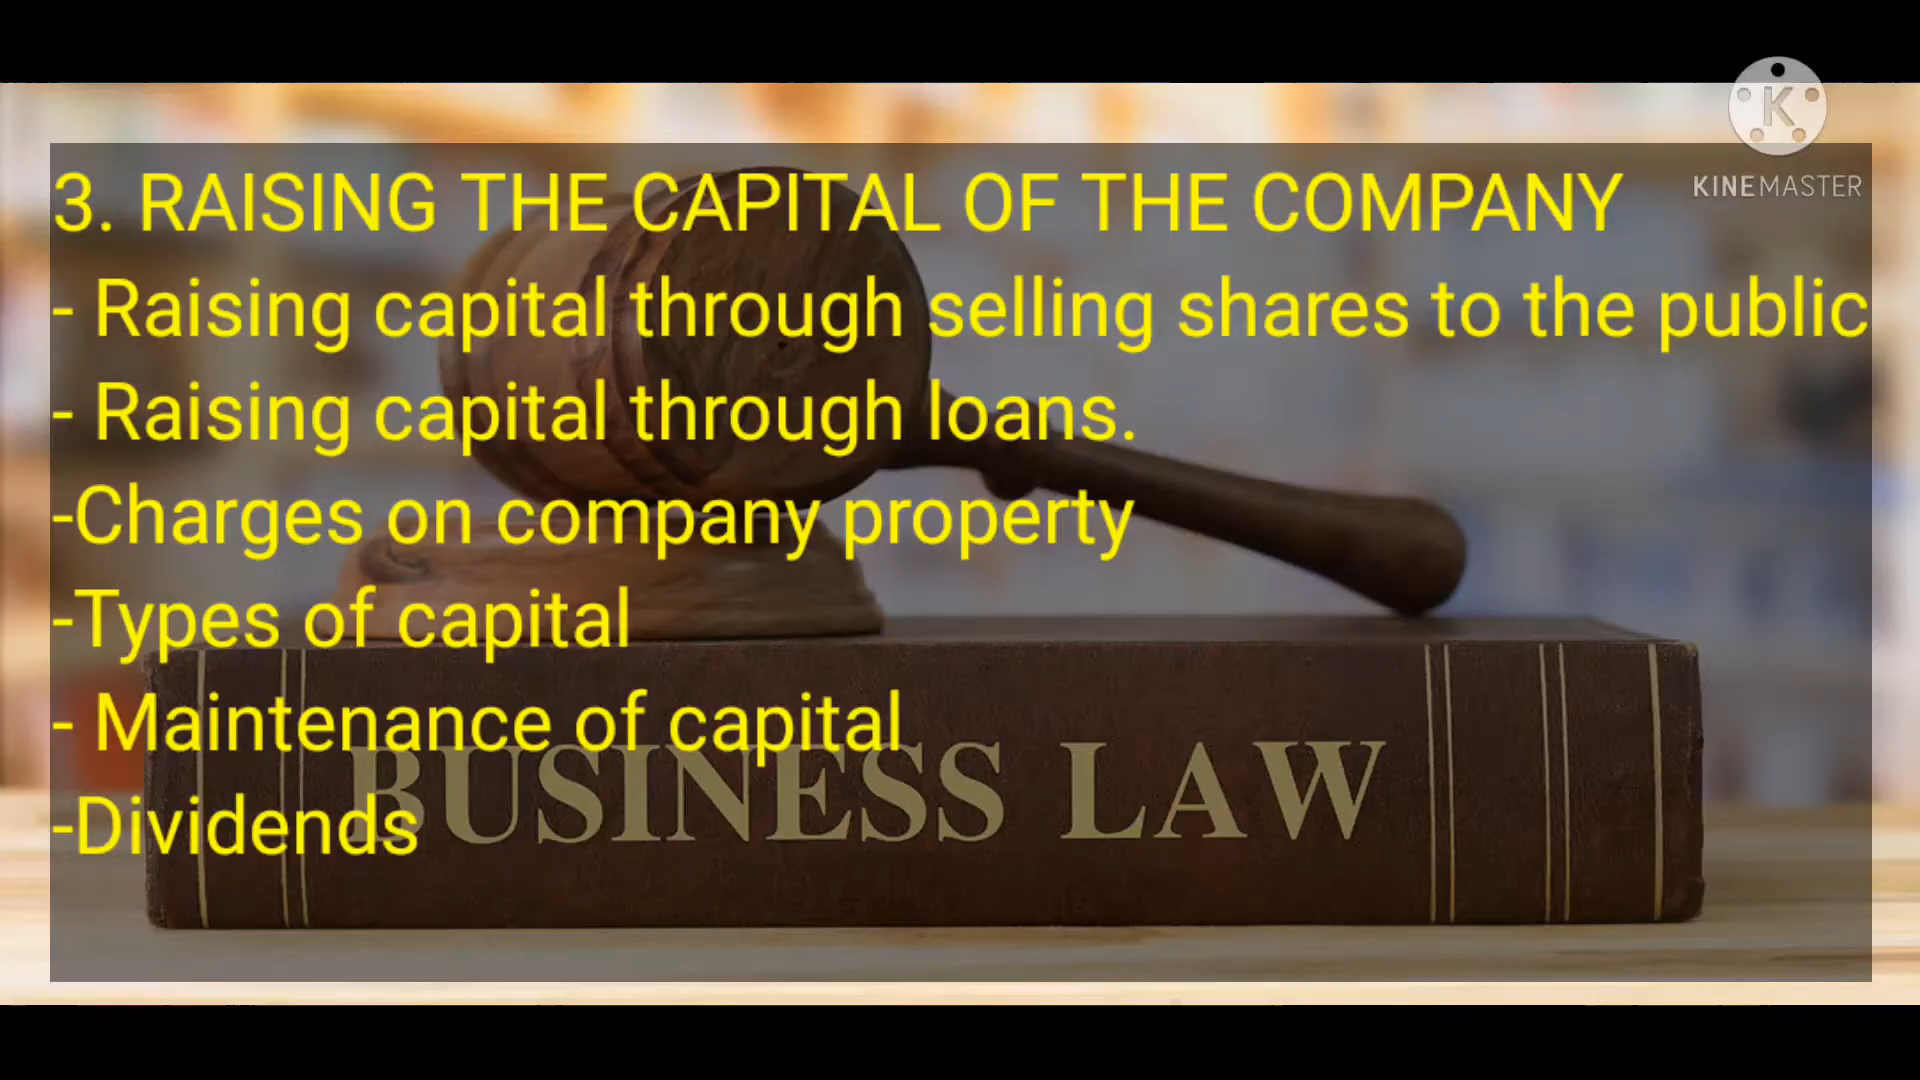 3. RAISING THE CAPITAL OF THE COMPANY
- Raising capital through selling shares to the public
- Raising capital through loans.
-Charges on company property
-Types of capital
- Maintenance of capital
-Dividends
BUSINESS LAW
K
KINEMASTER